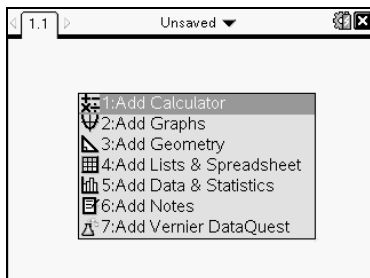 1.1 Unsaved
1:Add Calculator
2:Add Graphs
3:Add Geometry
4:Add Lists & Spreadsheet
5:Add Data & Statistics
6:Add Notes
7:Add Vernier DataQuest